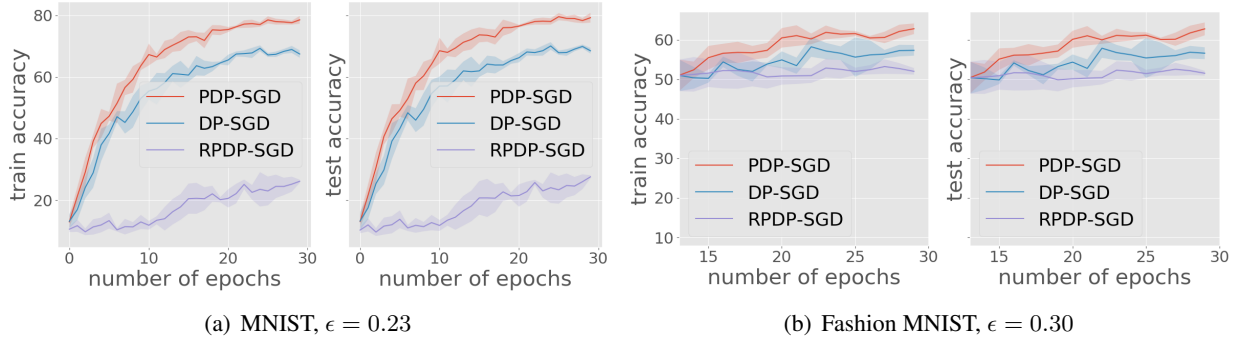 train accuracy
80
60
40
20
PDP-SGD
DP-SGD
RPDP-SGD
0
10
20
30
number of epochs
test accuracy
PDP-SGD
DP-SGD
RPDP-SGD
0
10
20
30
number of epochs
(a) MNIST, ϵ = 0.23
train accuracy
60
50
40
30
20
10
PDP-SGD
DP-SGD
RPDP-SGD
15
20
25
30
number of epochs
test accuracy
PDP-SGD
DP-SGD
RPDP-SGD
15
20
25
30
number of epochs
(b) Fashion MNIST, ϵ = 0.30